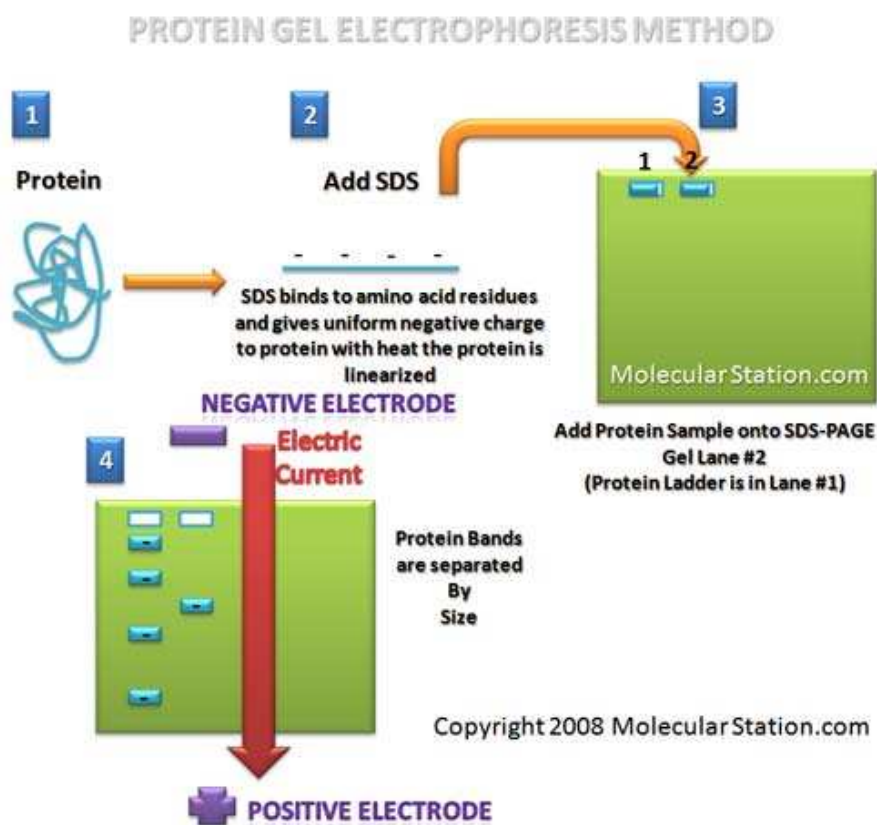 PROTEIN GEL ELECTROPHORESIS METHOD
1
Protein
2
Add SDS
- - - -
SDS binds to amino acid residues
and gives uniform negative charge
to protein with heat the protein is
linearized
3
1 2
MolecularStation.com
Add Protein Sample onto SDS-PAGE
Gel Lane #2
(Protein Ladder is in Lane #1)
4
NEGATIVE ELECTRODE
Electric
Current
-
-
-
-
-
Protein Bands
are separated
By
Size
POSITIVE ELECTRODE
Copyright 2008 MolecularStation.com